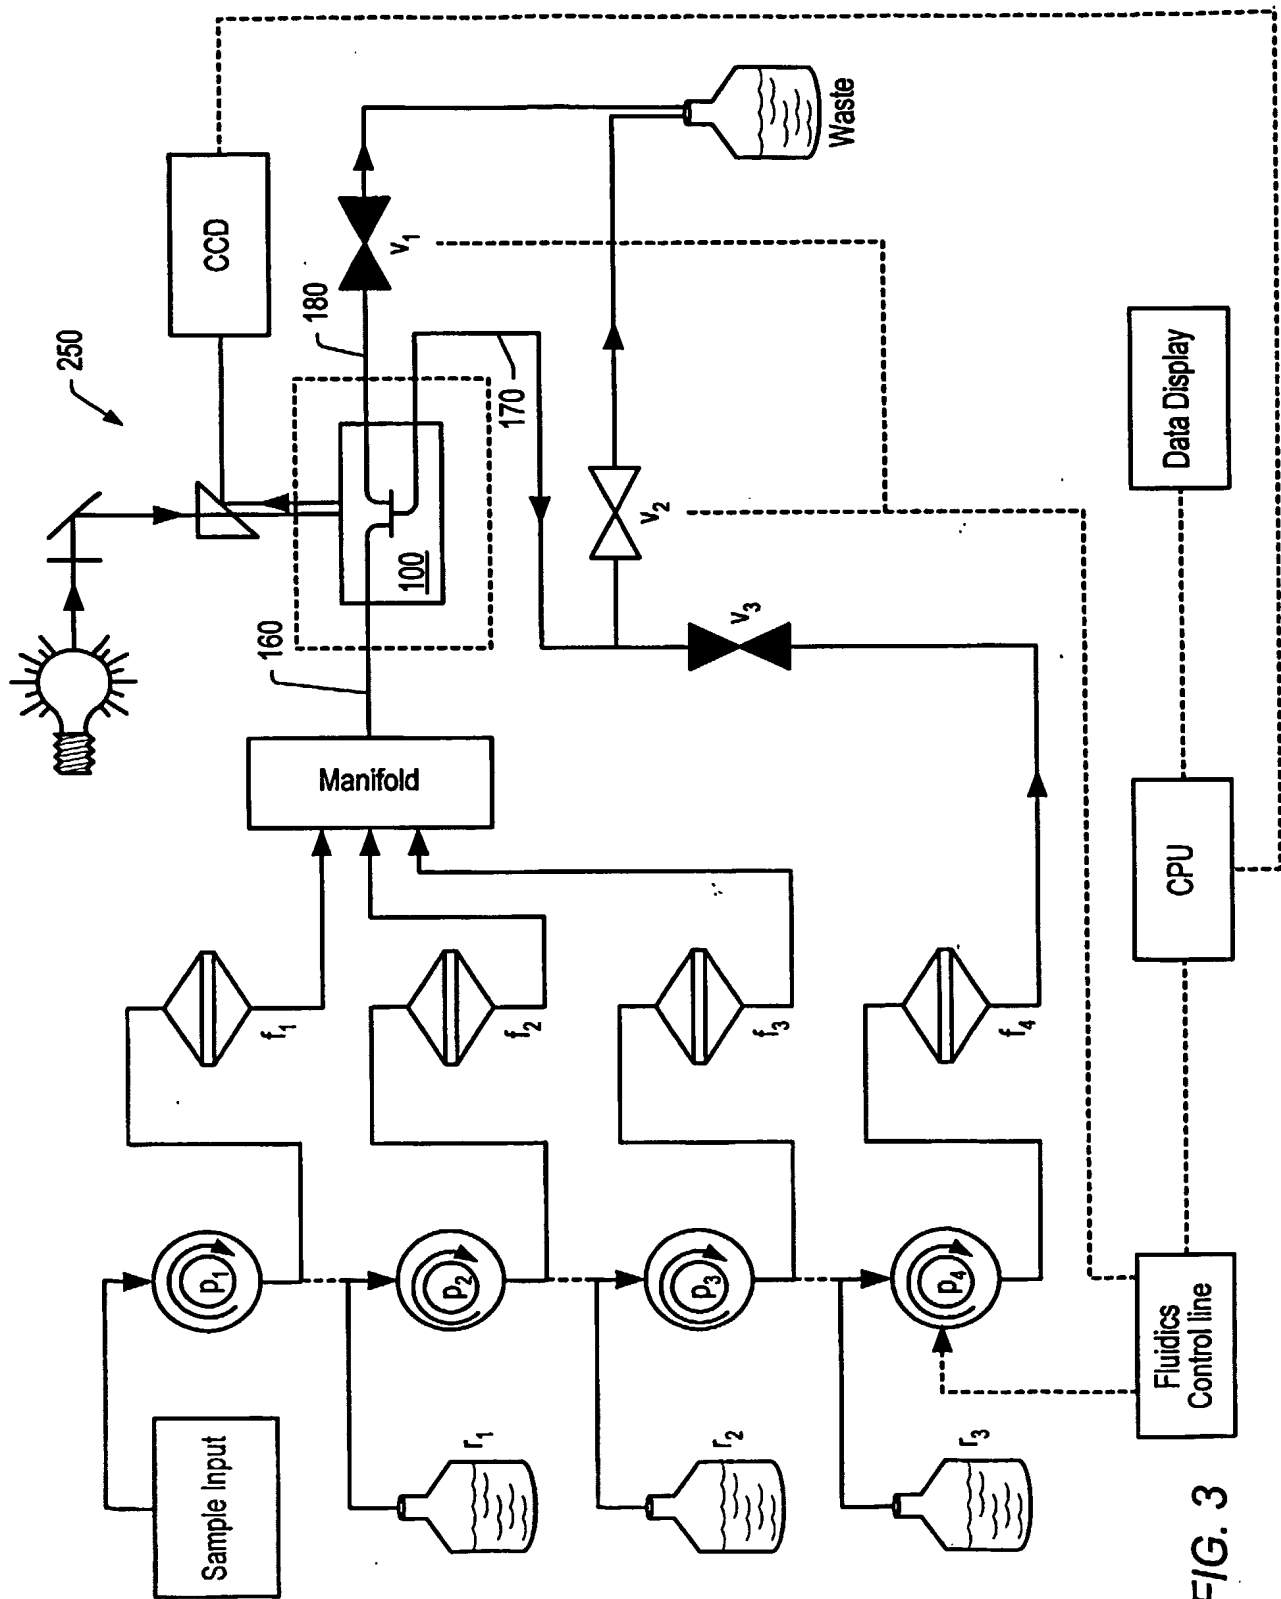 250
CCD
180
v1
Waste
100
170
160
v2
v3
Manifold
Data Display
CPU
f1
f2
f3
f4
p1
p2
p3
p4
Sample Input
r1
r2
r3
Fluidics
Control line
FIG. 3